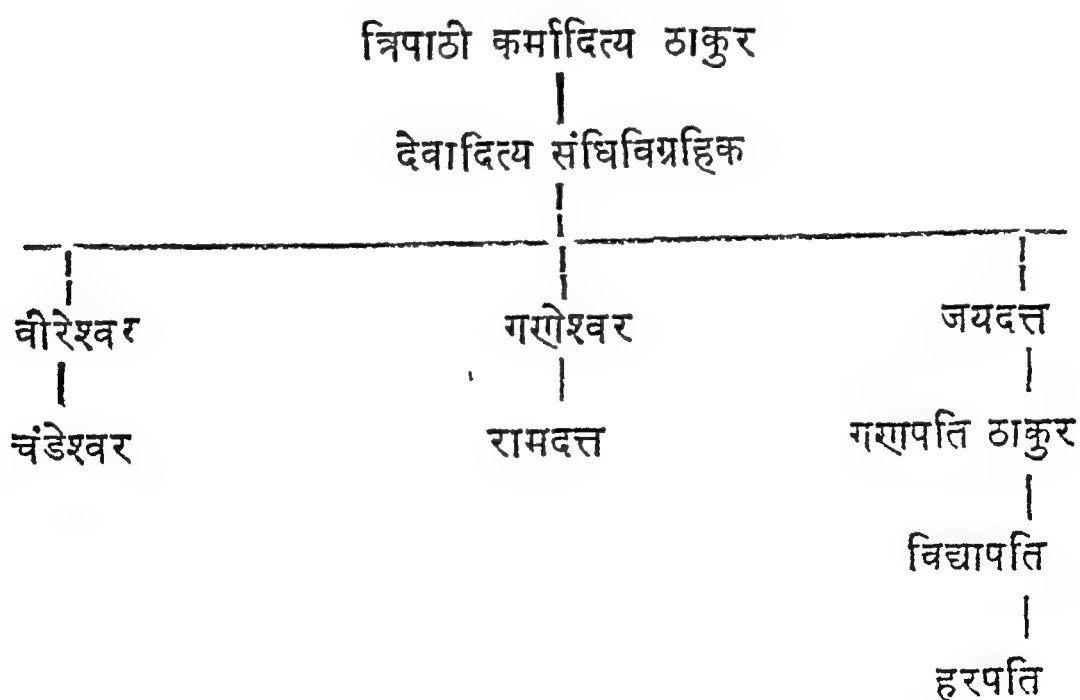 त्रिपाठी कर्मादित्य ठाकुर
देवादित्य संधिविग्रहिक
वीरेश्वर गणेश्वर जयदत्त
चंडेश्वर रामदत्त गणपति ठाकुर
विद्यापति
हरपति